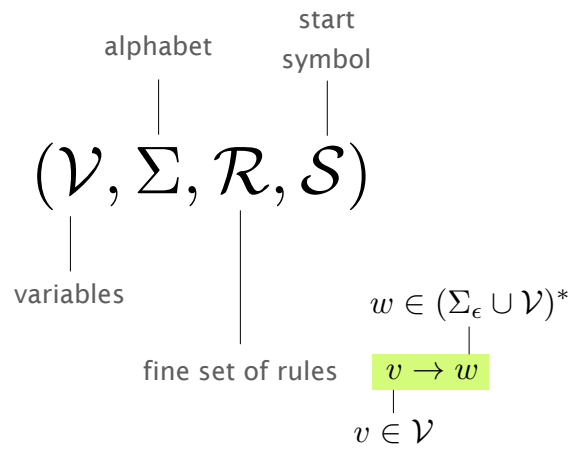 start
alphabet
symbol
(𝒱, Σ, ℛ, 𝒮)
variables
w ∈ (Σ_ϵ ∪ 𝒱)*
fine set of rules
v → w
v ∈ 𝒱